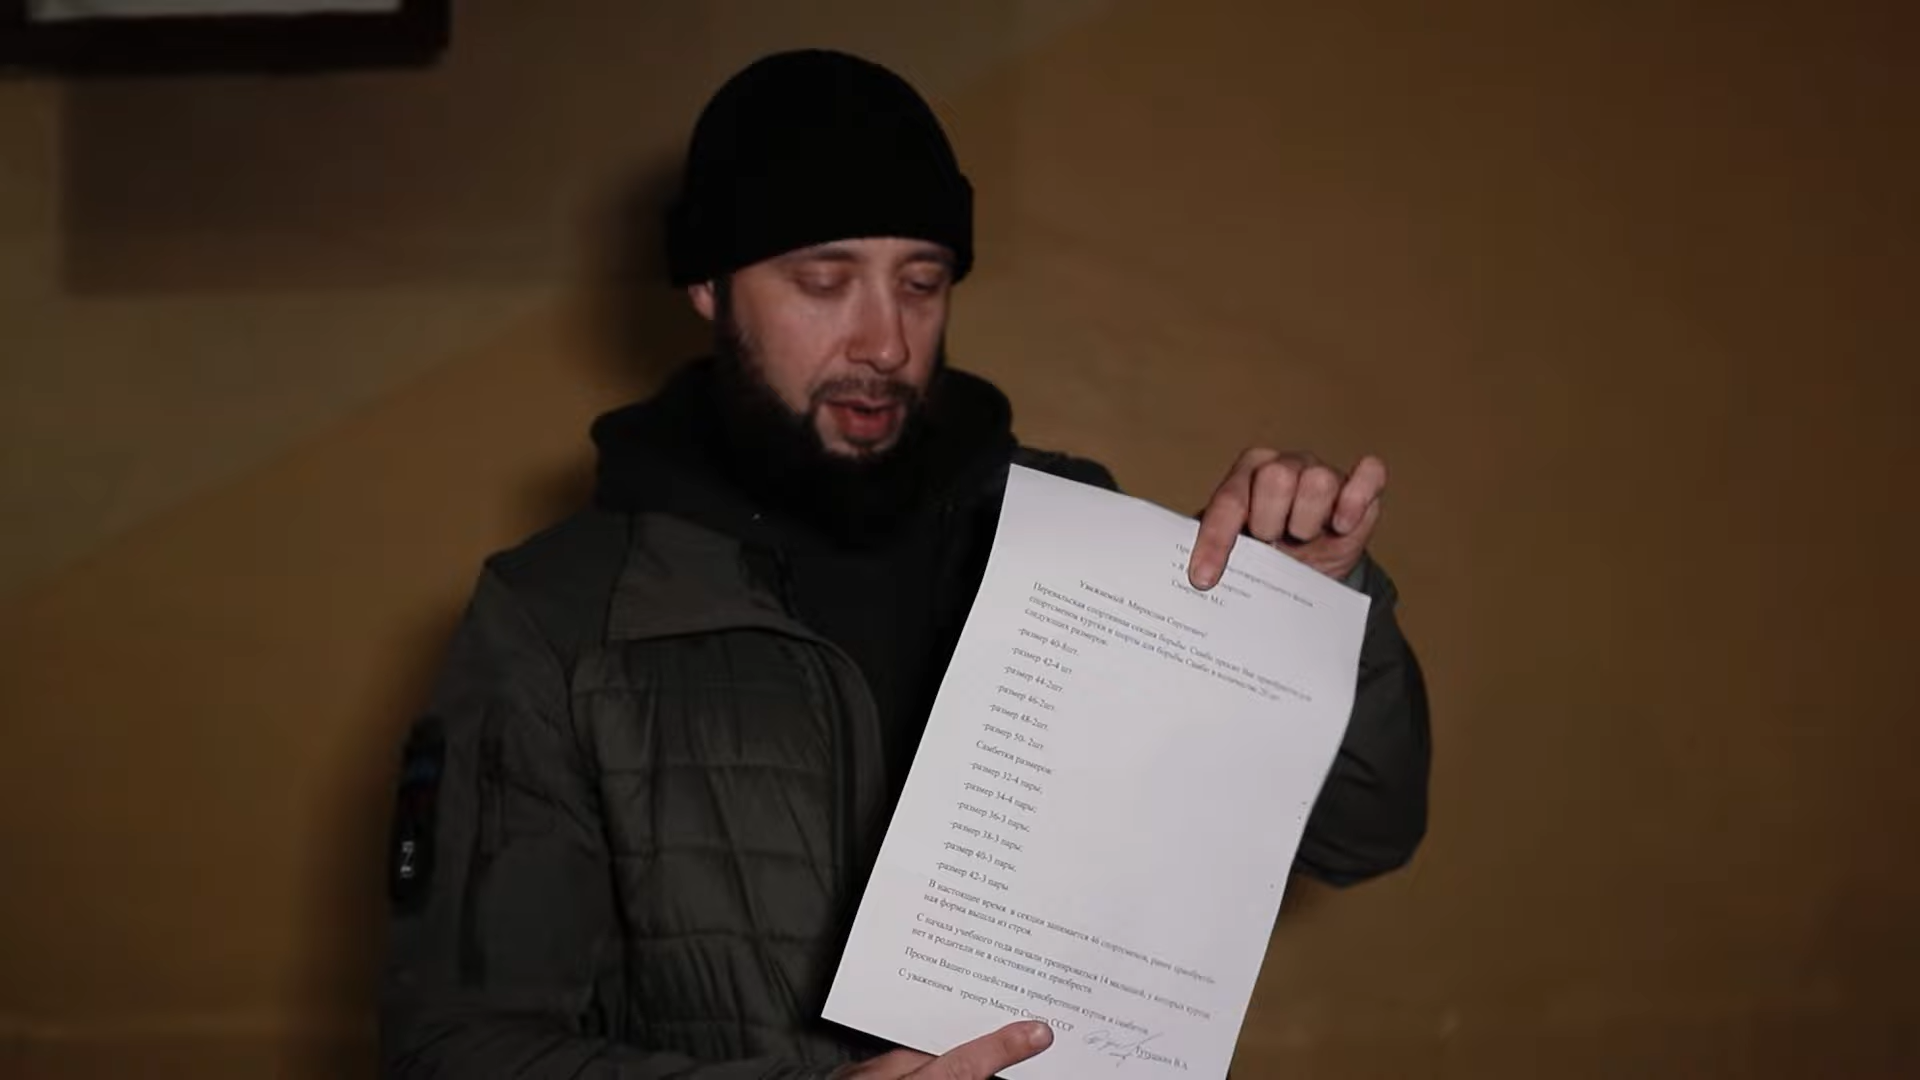 Смирнову М.С.
Уважаемый Мирослав Сергеевич!
Перевальская спортивная секция борьбы Самбо просит Вас приобрести для
спортсменов куртки и шорты для борьбы Самбо в количестве 20 шт.
следующих размеров:
-размер 40-8шт.
-размер 42-4 шт.
-размер 44-2шт.
-размер 46-2шт.
-размер 48-2шт.
-размер 50- 2шт.
Самбетки размеров:
-размер 32-4 пары;
-размер 34-4 пары;
-размер 36-3 пары;
-размер 38-3 пары;
-размер 40-3 пары;
-размер 42-3 пары
В настоящее время в секции занимается 46 спортсменов, ранее приобретен-
ная форма вышла из строя.
С начала учебного года начали тренироваться 14 малышей, у которых курток
нет и родители не в состоянии их приобрести.
Просим Вашего содействия в приобретении курток и самбеток.
С уважением тренер Мастер Спорта СССР В.А.